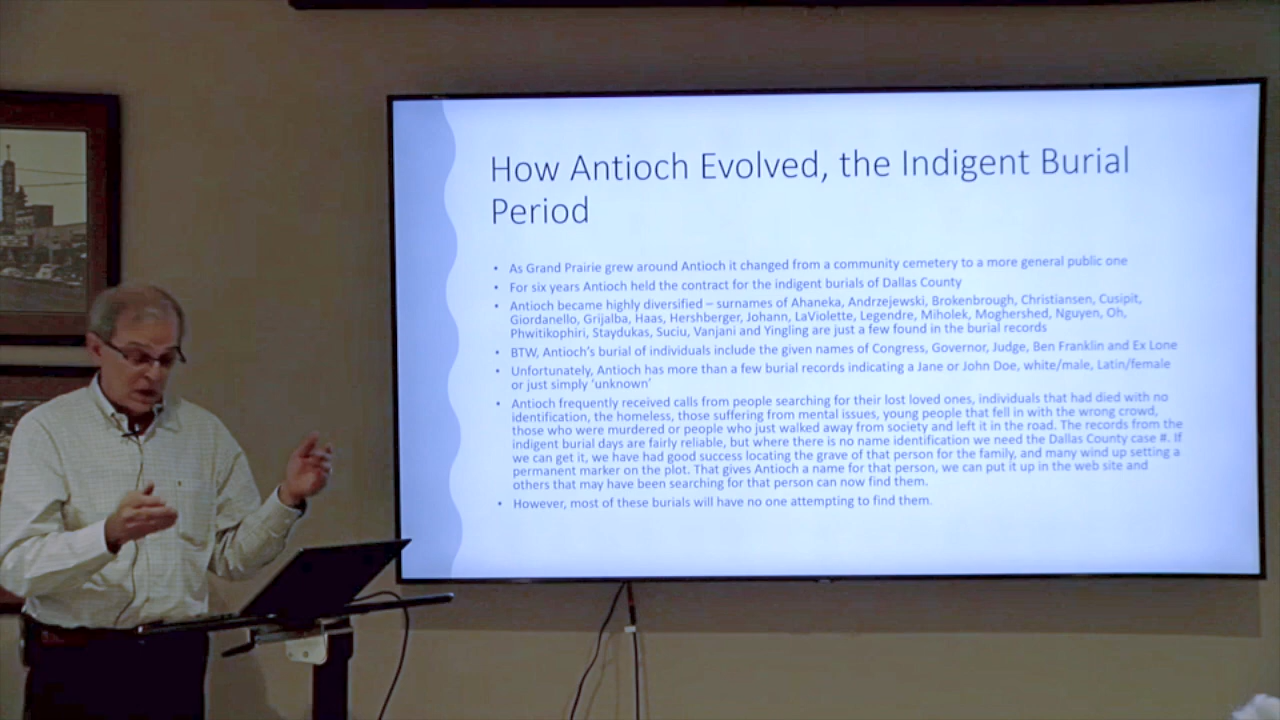 How Antioch Evolved, the Indigent Burial
Period
• As Grand Prairie grew around Antioch it changed from a community cemetery to a more general public one
• For six years Antioch held the contract for the indigent burials of Dallas County
• Antioch became highly diversified – surnames of Ahaneka, Andrzejewski, Brokenbrough, Christiansen, Cusipit,
Giordanello, Grijalba, Haas, Hershberger, Johann, LaViolette, Legendre, Miholek, Moghershed, Nguyen, Oh,
Phwitikophiri, Staydukas, Suciu, Vanjani and Yingling are just a few found in the burial records
• BTW, Antioch's burial of individuals include the given names of Congress, Governor, Judge, Ben Franklin and Ex Lone
• Unfortunately, Antioch has more than a few burial records indicating a Jane or John Doe, white/male, Latin/female
or just simply 'unknown'
• Antioch frequently received calls from people searching for their lost loved ones, individuals that had died with no
identification, the homeless, those suffering from mental issues, young people that fell in with the wrong crowd,
those who were murdered or people who just walked away from society and left it in the road. The records from the
indigent burial days are fairly reliable, but where there is no name identification we need the Dallas County case #. If
we can get it, we have had good success locating the grave of that person for the family, and many wind up setting a
permanent marker on the plot. That gives Antioch a name for that person, we can put it up in the web site and
others that may have been searching for that person can now find them.
• However, most of these burials will have no one attempting to find them.